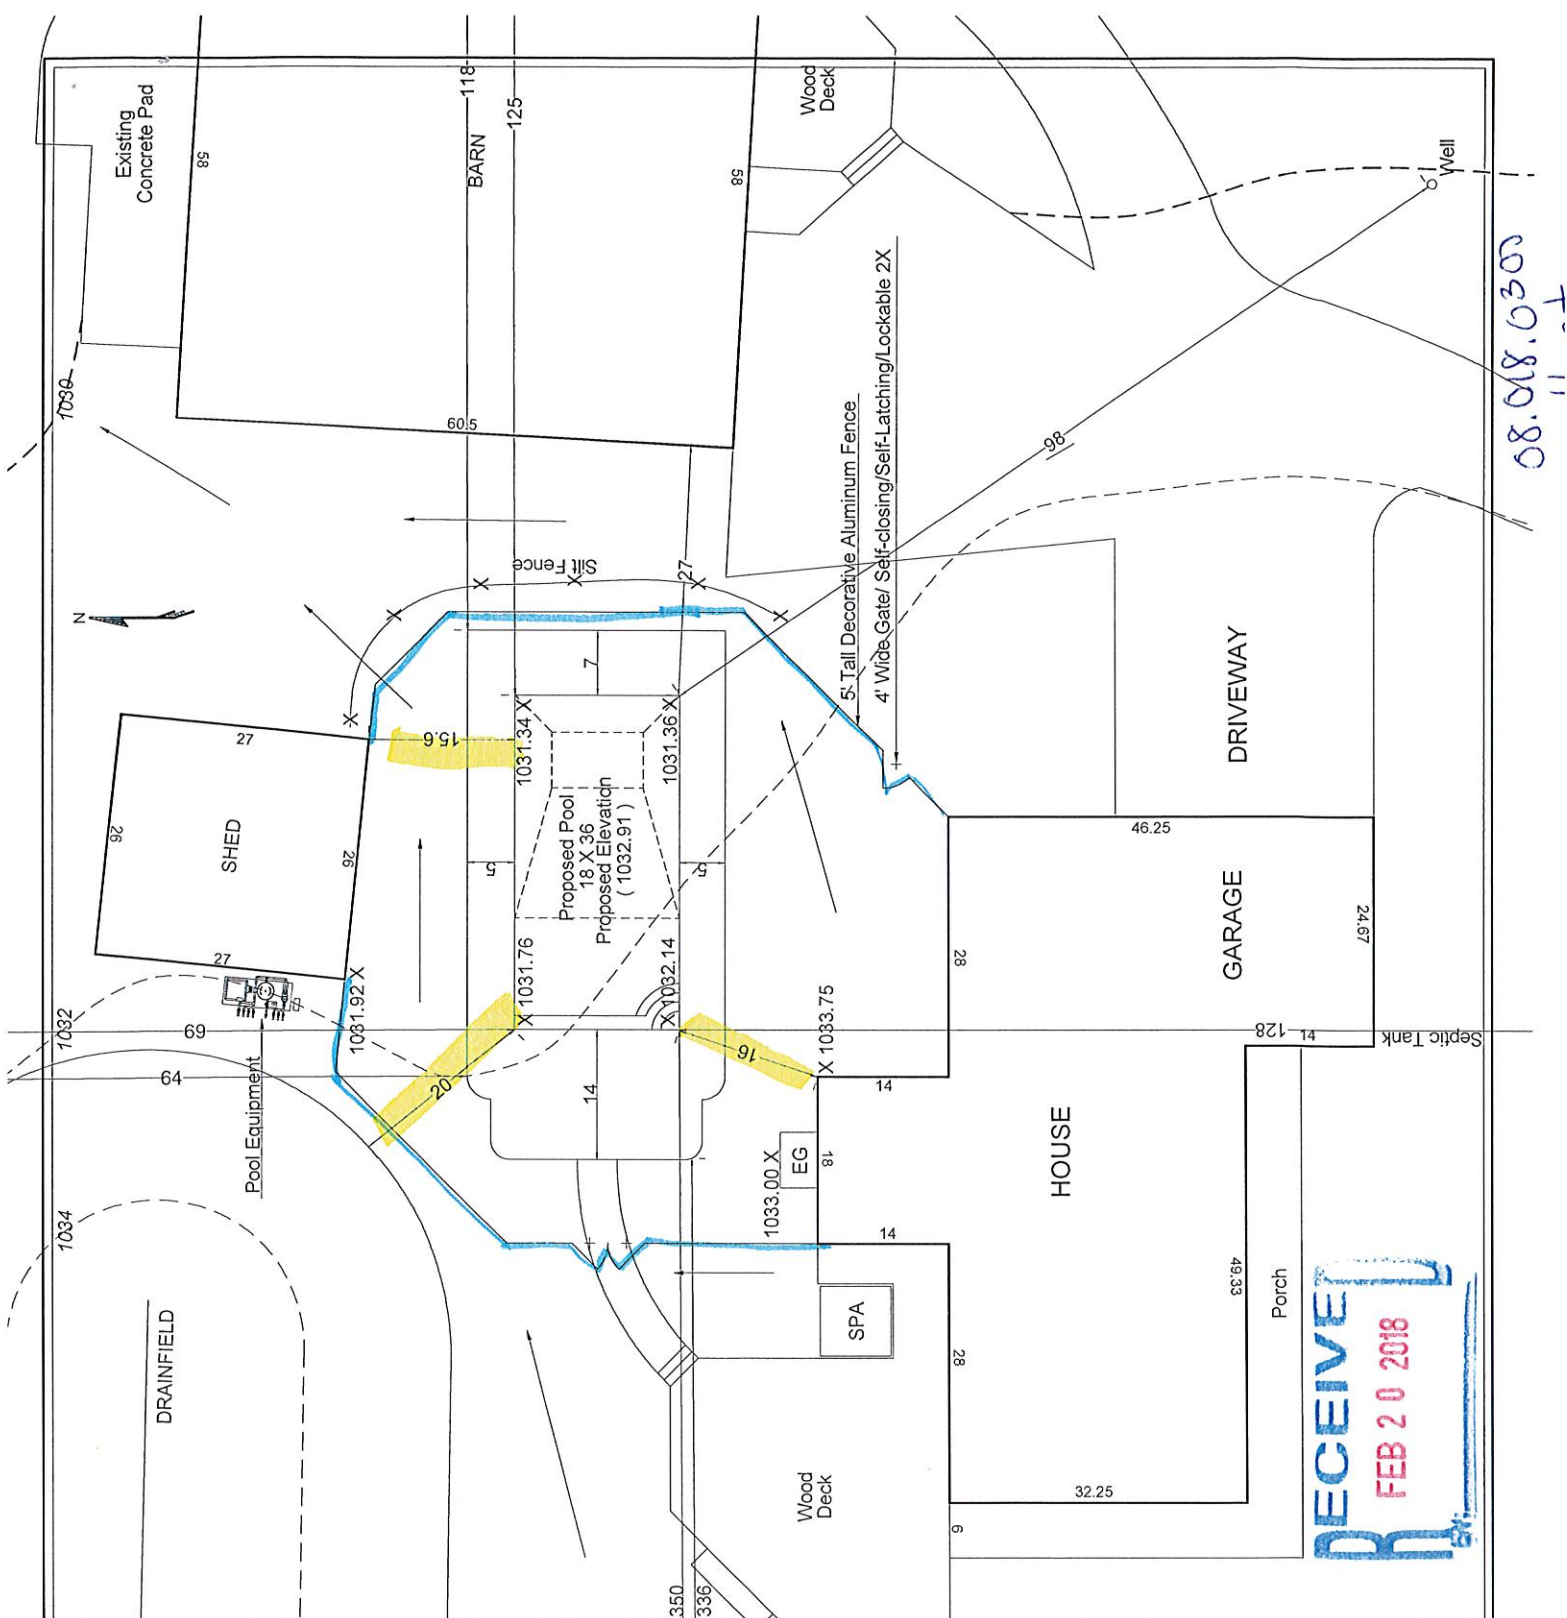 Existing
Concrete Pad
58
118
125
BARN
58
Wood
Deck
Well
08.018.0300
1030
60.5
98
5' Tall Decorative Aluminum Fence
4' Wide Gate/ Self-closing/Self-Latching/Lockable 2X
Silt Fence
27
N
7
15.6
1031.34 X
1031.36 X
27
26
SHED
26
27
DRIVEWAY
46.25
Proposed Pool
18 X 36
Proposed Elevation
( 1032.91 )
5
5
GARAGE
24.67
28
1031.92 X
X 1031.76
X 1032.14
X 1033.75
1032
69
64
128
14
Septic Tank
Pool Equipment
20
16
14
14
HOUSE
EG
18
1033.00 X
14
1034
DRAINFIELD
SPA
49.33
Porch
28
32.25
6
Wood
Deck
350
336
RECEIVED
FEB 20 2018
BY: